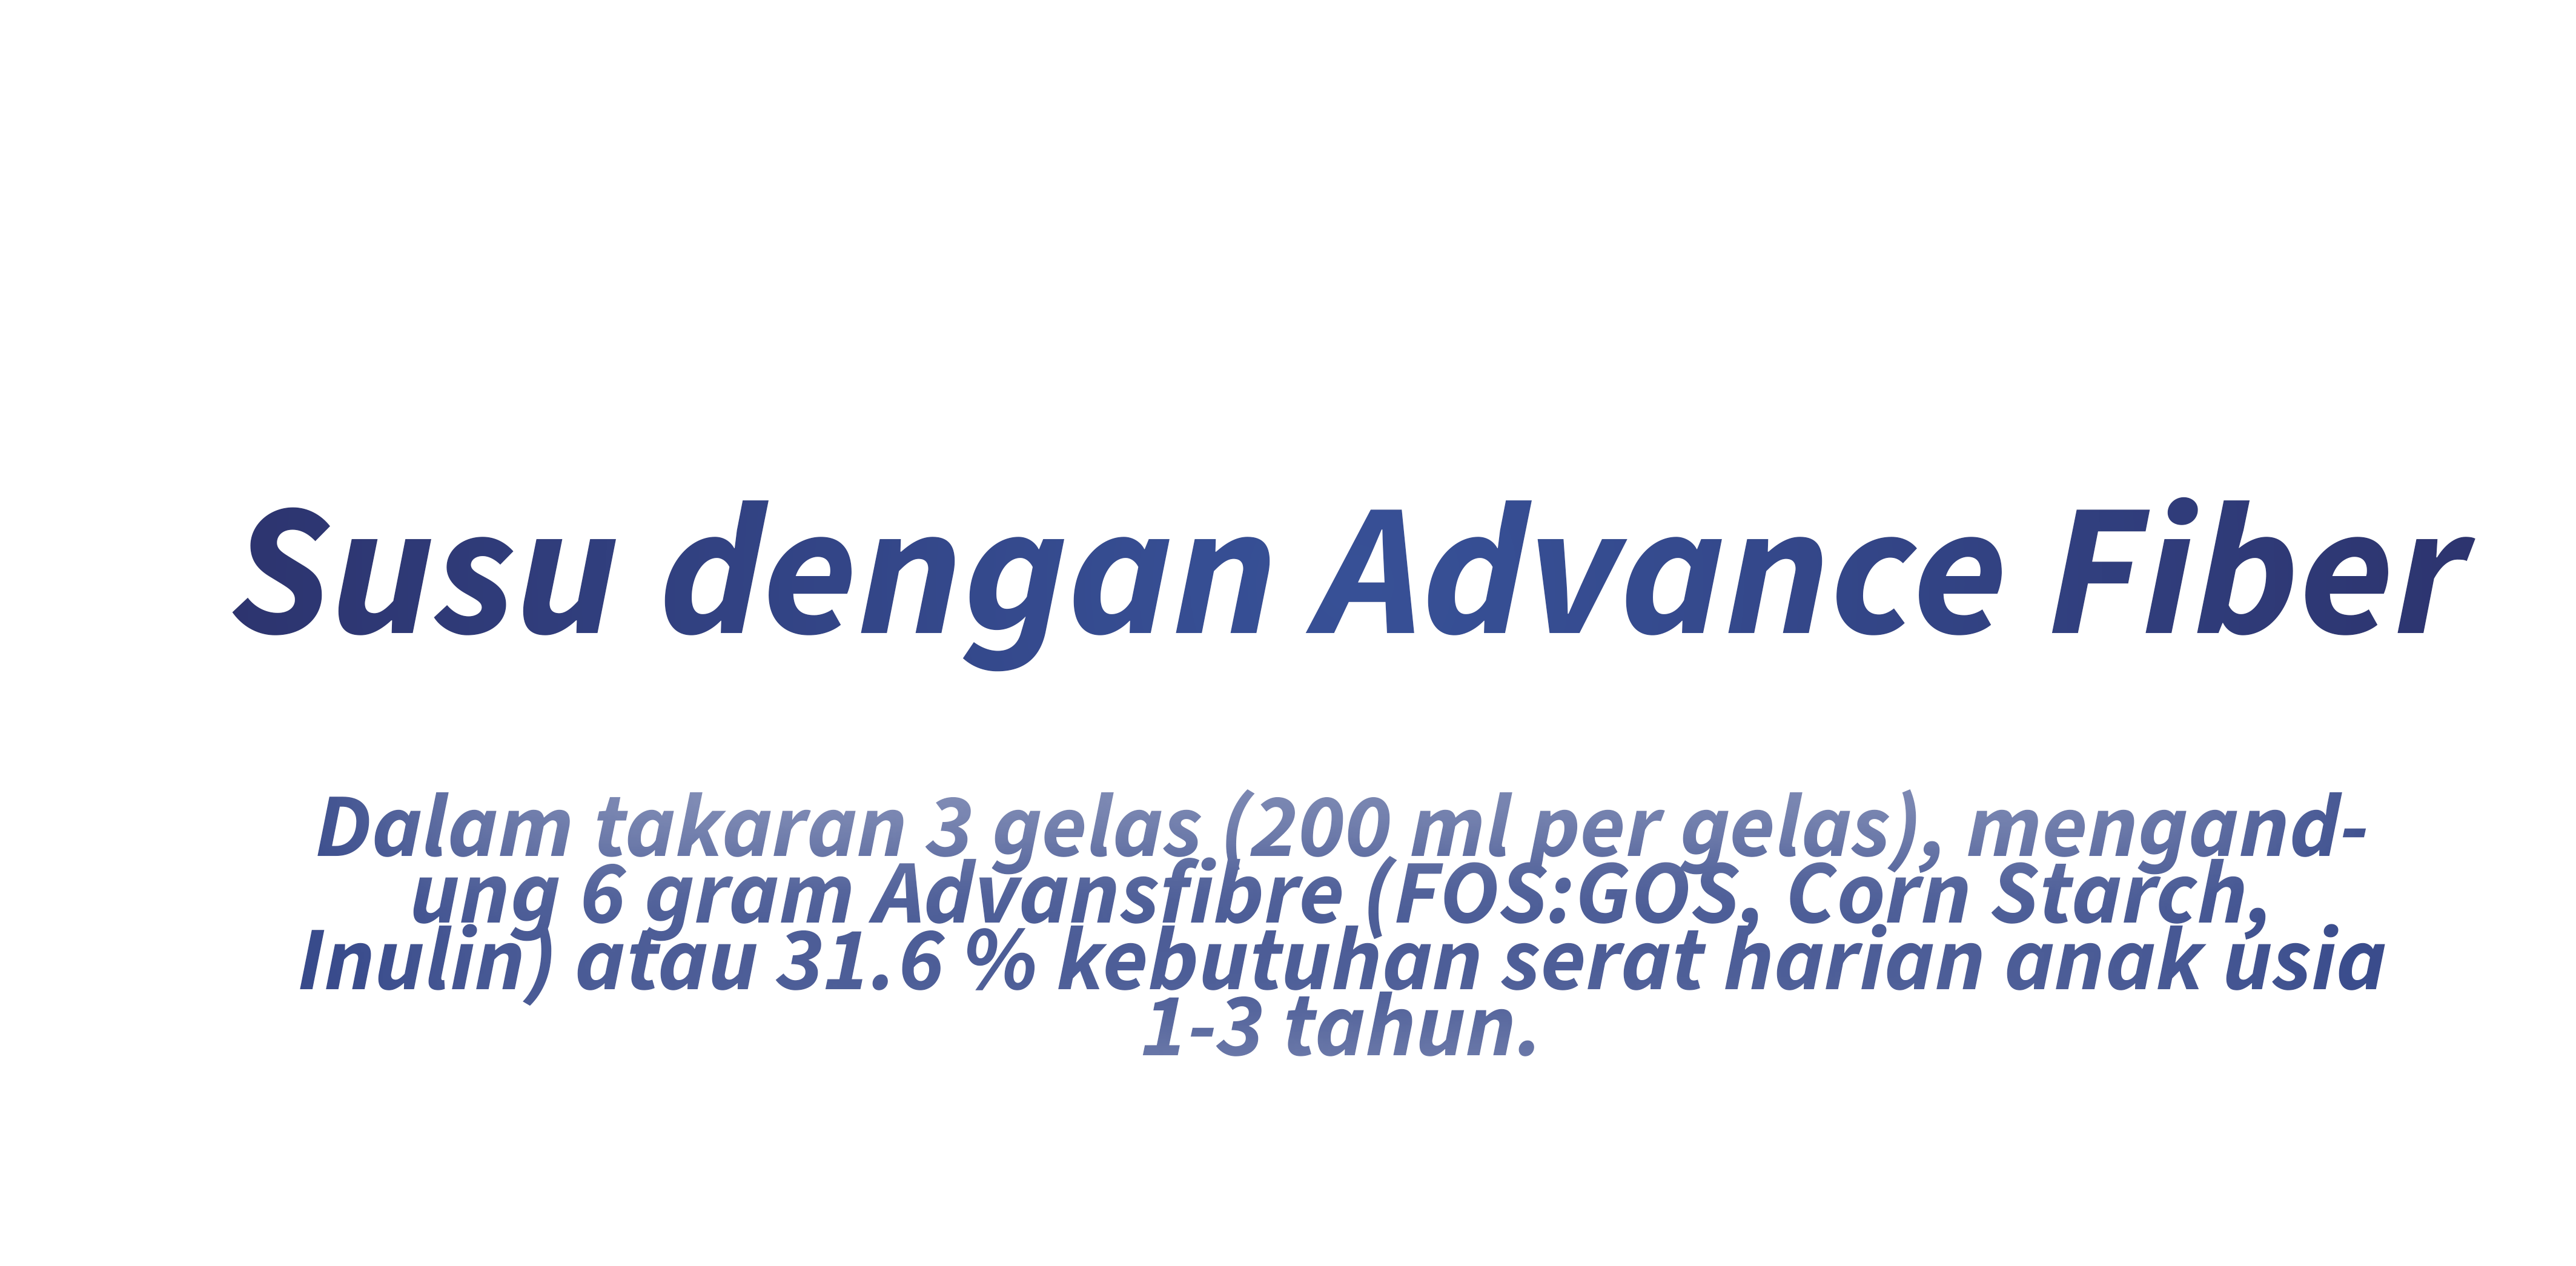 Susu dengan Advance Fiber
Dalam takaran 3 gelas (200 ml per gelas), mengand-
ung 6 gram Advansfibre (FOS:GOS, Corn Starch,
Inulin) atau 31.6 % kebutuhan serat harian anak usia
1-3 tahun.